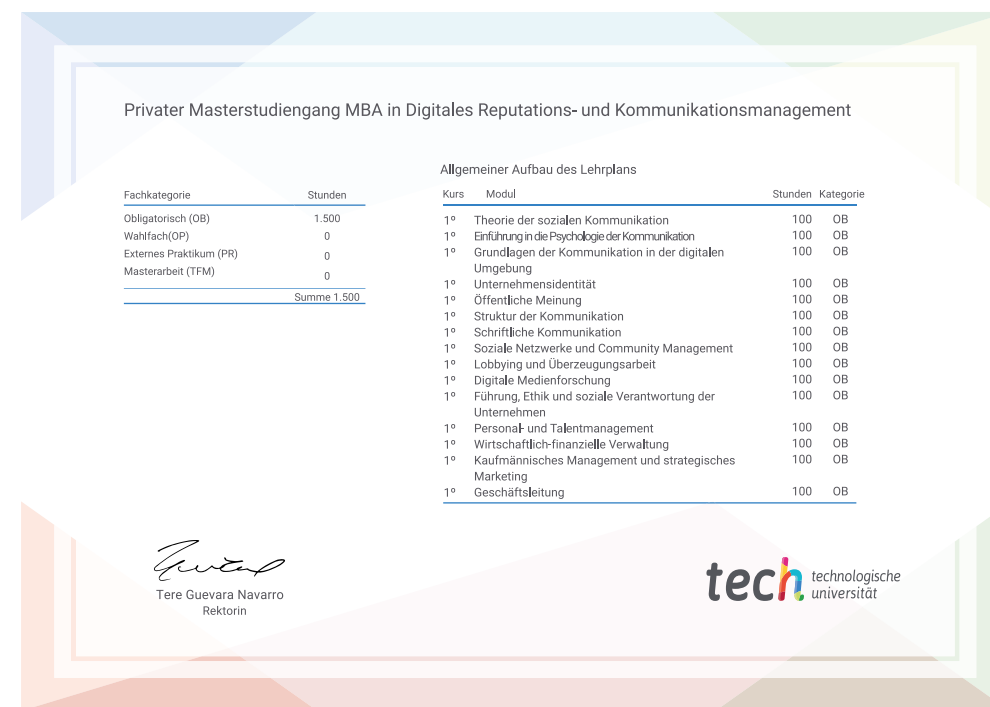 Privater Masterstudiengang MBA in Digitales Reputations- und Kommunikationsmanagement
Fachkategorie Stunden
Obligatorisch (OB) 1.500
Wahlfach(OP) 0
Externes Praktikum (PR) 0
Masterarbeit (TFM) 0
Summe 1.500
Allgemeiner Aufbau des Lehrplans
Kurs Modul Stunden Kategorie
1º Theorie der sozialen Kommunikation 100 OB
1º Einführung in die Psychologie der Kommunikation 100 OB
1º Grundlagen der Kommunikation in der digitalen 100 OB
Umgebung
1º Unternehmensidentität 100 OB
1º Öffentliche Meinung 100 OB
1º Struktur der Kommunikation 100 OB
1º Schriftliche Kommunikation 100 OB
1º Soziale Netzwerke und Community Management 100 OB
1º Lobbying und Überzeugungsarbeit 100 OB
1º Digitale Medienforschung 100 OB
1º Führung, Ethik und soziale Verantwortung der 100 OB
Unternehmen
1º Personal- und Talentmanagement 100 OB
1º Wirtschaftlich-finanzielle Verwaltung 100 OB
1º Kaufmännisches Management und strategisches 100 OB
Marketing
1º Geschäftsleitung 100 OB
Tere Guevara Navarro
Rektorin
tech technologische
universität